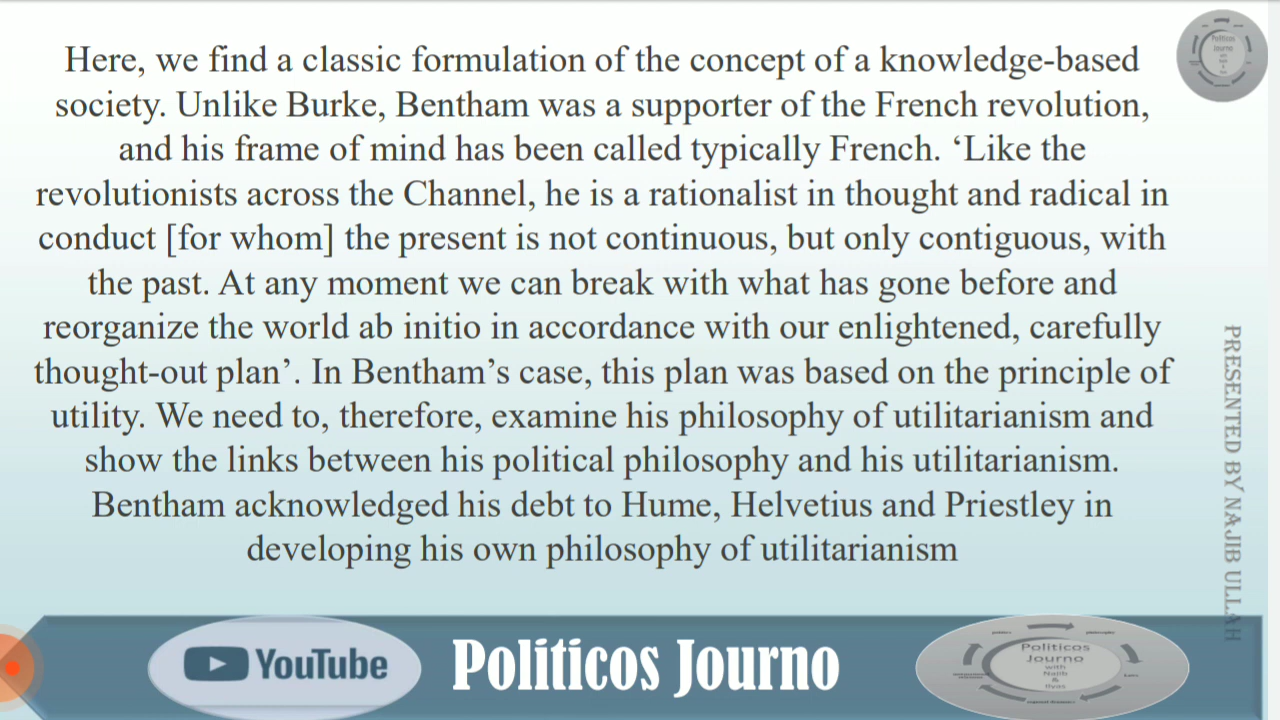 Here, we find a classic formulation of the concept of a knowledge-based
society. Unlike Burke, Bentham was a supporter of the French revolution,
and his frame of mind has been called typically French. ‘Like the
revolutionists across the Channel, he is a rationalist in thought and radical in
conduct [for whom] the present is not continuous, but only contiguous, with
the past. At any moment we can break with what has gone before and
reorganize the world ab initio in accordance with our enlightened, carefully
thought-out plan’. In Bentham’s case, this plan was based on the principle of
utility. We need to, therefore, examine his philosophy of utilitarianism and
show the links between his political philosophy and his utilitarianism.
Bentham acknowledged his debt to Hume, Helvetius and Priestley in
developing his own philosophy of utilitarianism
Politicos
Journo
PRESENTED BY NAJIB ULLAH
YouTube
Politicos Journo
Politicos
Journo
with
Najib
&
Ilyas